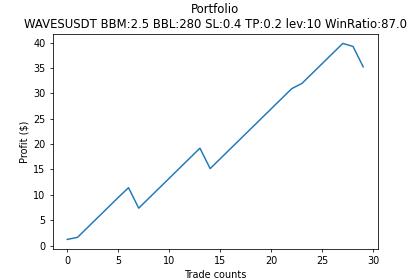 Portfolio
WAVESUSDT BBM:2.5 BBL:280 SL:0.4 TP:0.2 lev:10 WinRatio:87.0
40
35
30
25
20
15
10
5
0
Profit ($)
0 5 10 15 20 25 30
Trade counts